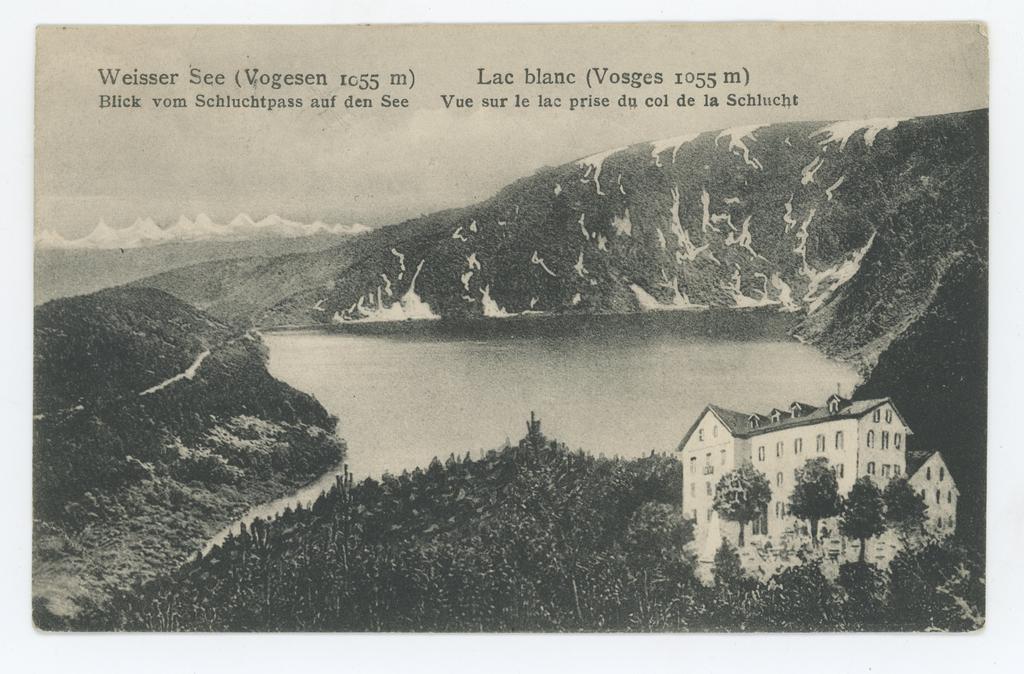 Weisser See (Vogesen 1055 m)
Blick vom Schluchtpass auf den See
Lac blanc (Vosges 1055 m)
Vue sur le lac prise du col de la Schlucht